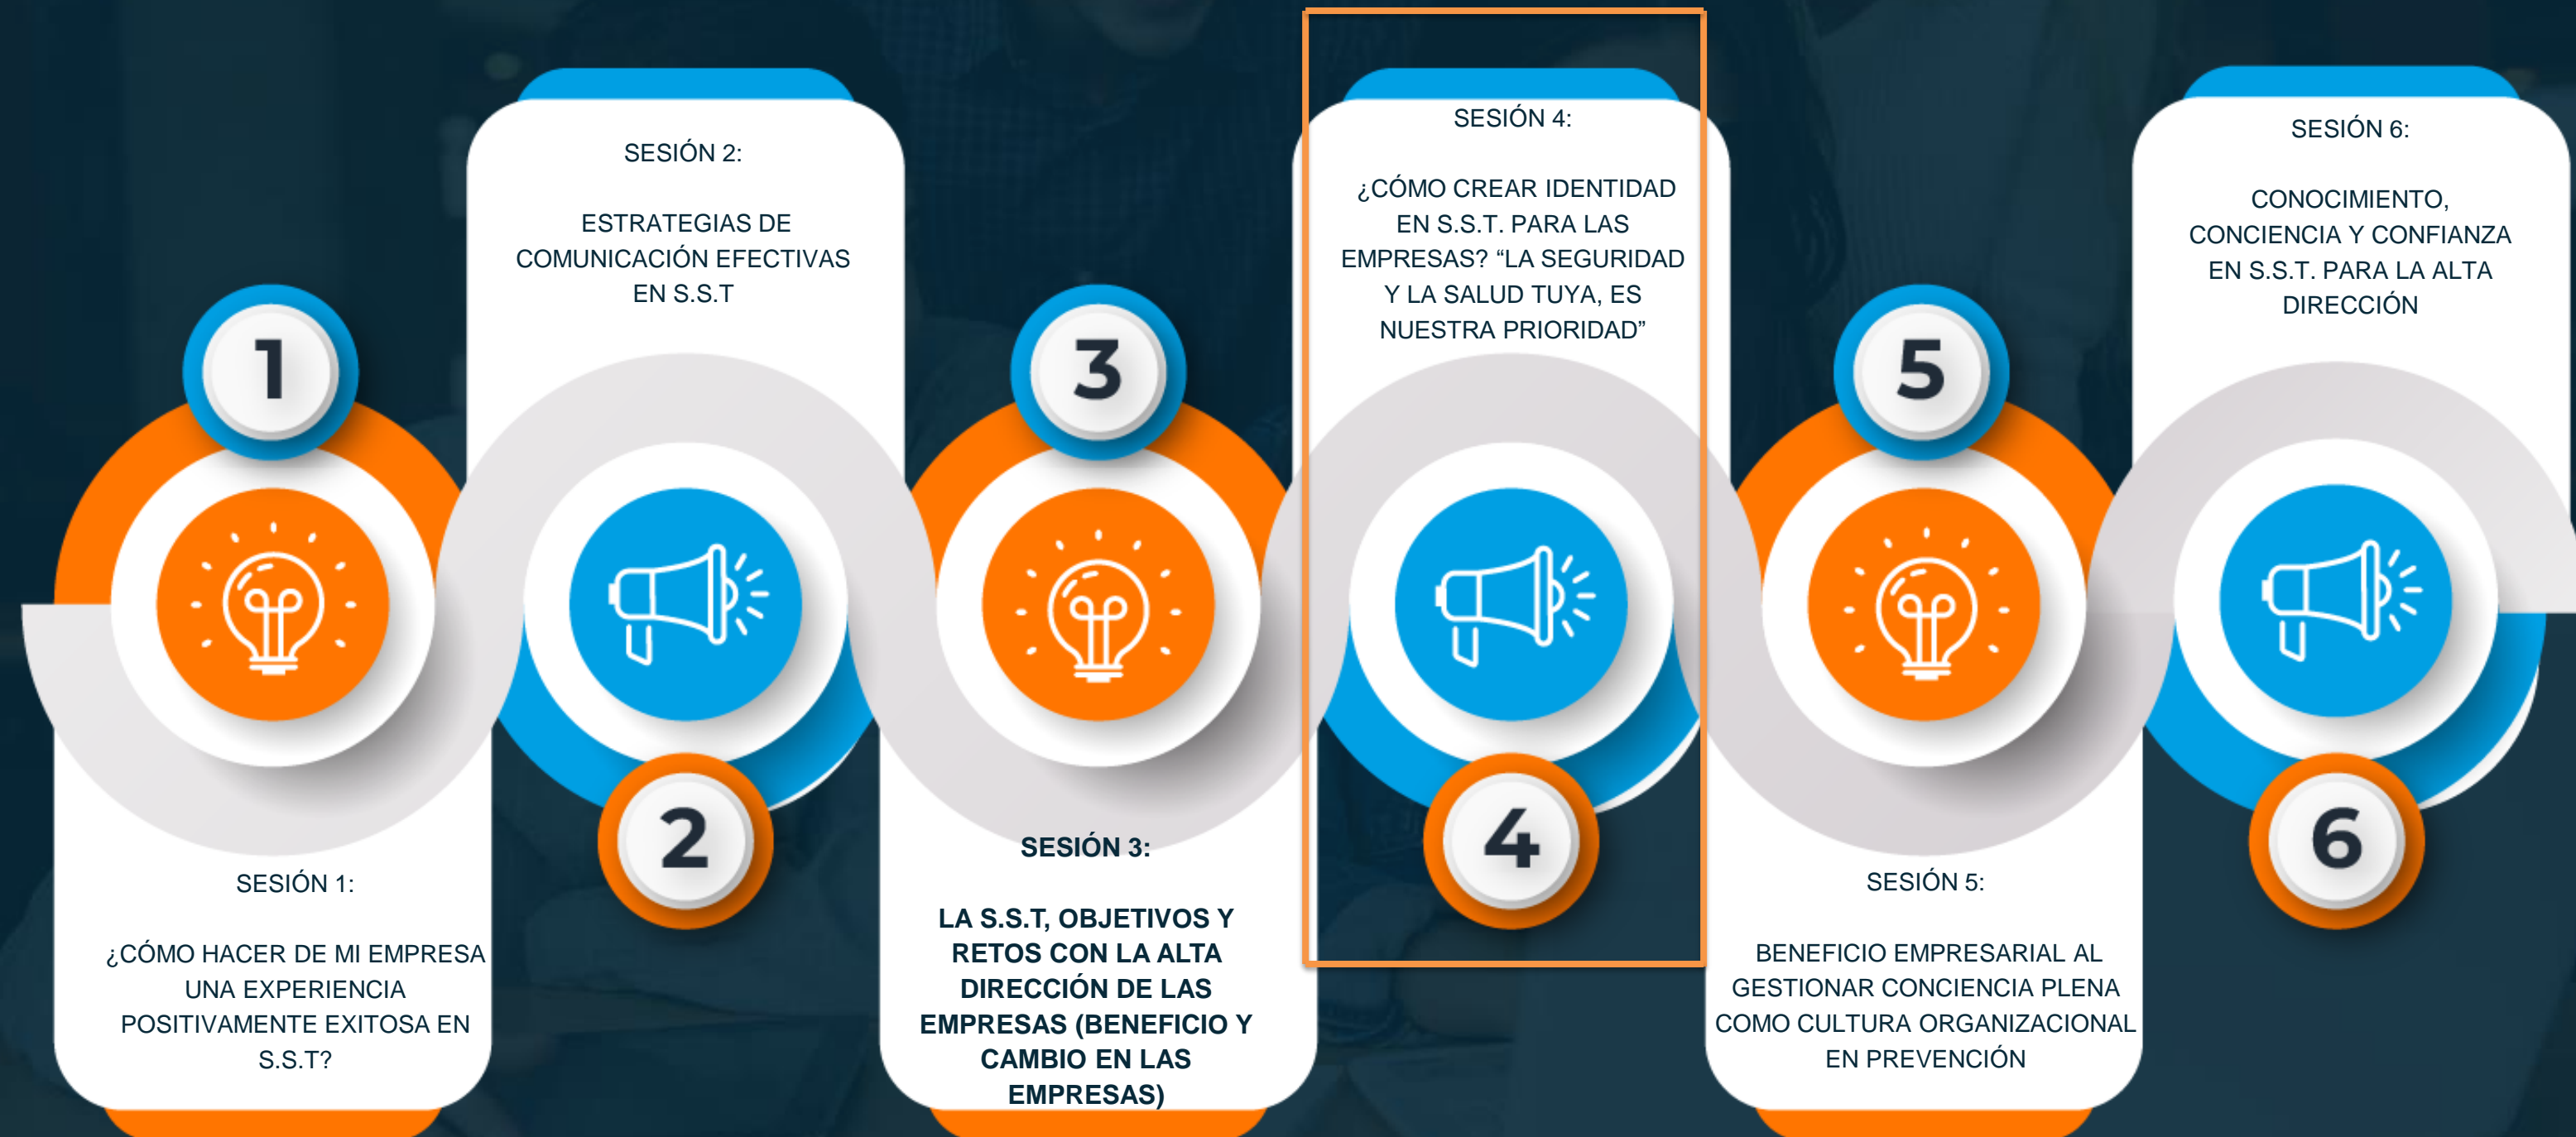 1
SESIÓN 1:
¿CÓMO HACER DE MI EMPRESA
UNA EXPERIENCIA
POSITIVAMENTE EXITOSA EN
S.S.T?
SESIÓN 2:
ESTRATEGIAS DE
COMUNICACIÓN EFECTIVAS
EN S.S.T
2
3
SESIÓN 3:
LA S.S.T, OBJETIVOS Y
RETOS CON LA ALTA
DIRECCIÓN DE LAS
EMPRESAS (BENEFICIO Y
CAMBIO EN LAS
EMPRESAS)
SESIÓN 4:
¿CÓMO CREAR IDENTIDAD
EN S.S.T. PARA LAS
EMPRESAS? “LA SEGURIDAD
Y LA SALUD TUYA, ES
NUESTRA PRIORIDAD”
4
5
SESIÓN 5:
BENEFICIO EMPRESARIAL AL
GESTIONAR CONCIENCIA PLENA
COMO CULTURA ORGANIZACIONAL
EN PREVENCIÓN
SESIÓN 6:
CONOCIMIENTO,
CONCIENCIA Y CONFIANZA
EN S.S.T. PARA LA ALTA
DIRECCIÓN
6